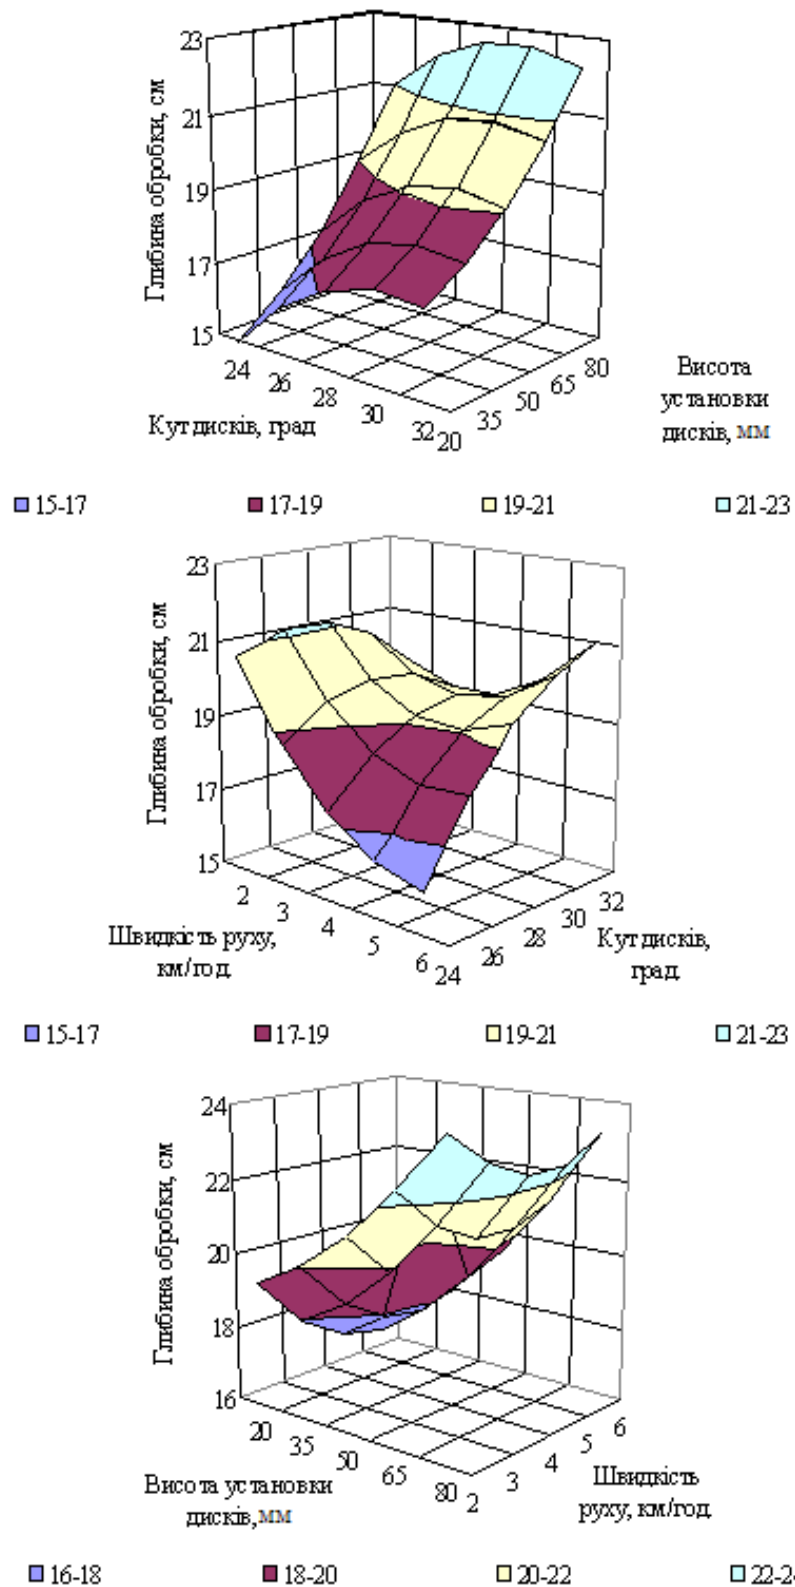 Глибина обробки, см
23
21
19
17
15
24
26
28
30
32
20
35
50
65
80
Кут дисків, град
Висота
установки
дисків, мм
15-17 17-19 19-21 21-23
Глибина обробки, см
23
21
19
17
15
2
3
4
5
6
24
26
28
30
32
Швидкість руху,
км/год.
Кут дисків,
град.
15-17 17-19 19-21 21-23
Глибина обробки, см
24
22
20
18
16
20
35
50
65
80
2
3
4
5
6
Висота установки
дисків, мм
Швидкість
руху, км/год.
16-18 18-20 20-22 22-2